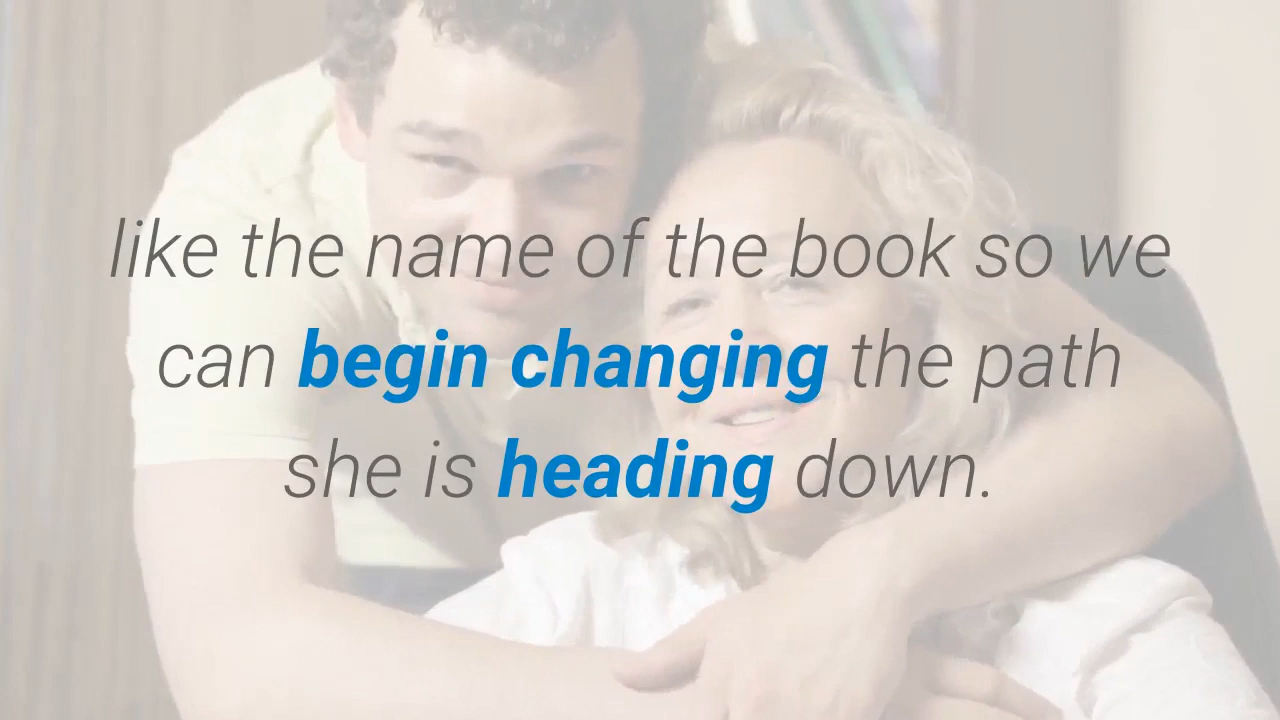 like the name of the book so we
can begin changing the path
she is heading down.